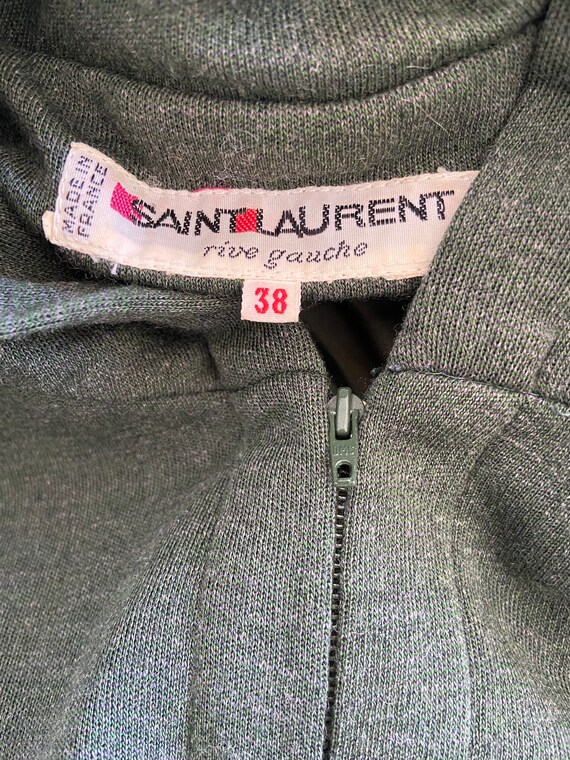 MADE IN
FRANCE
SAINT LAURENT
rive gauche
38